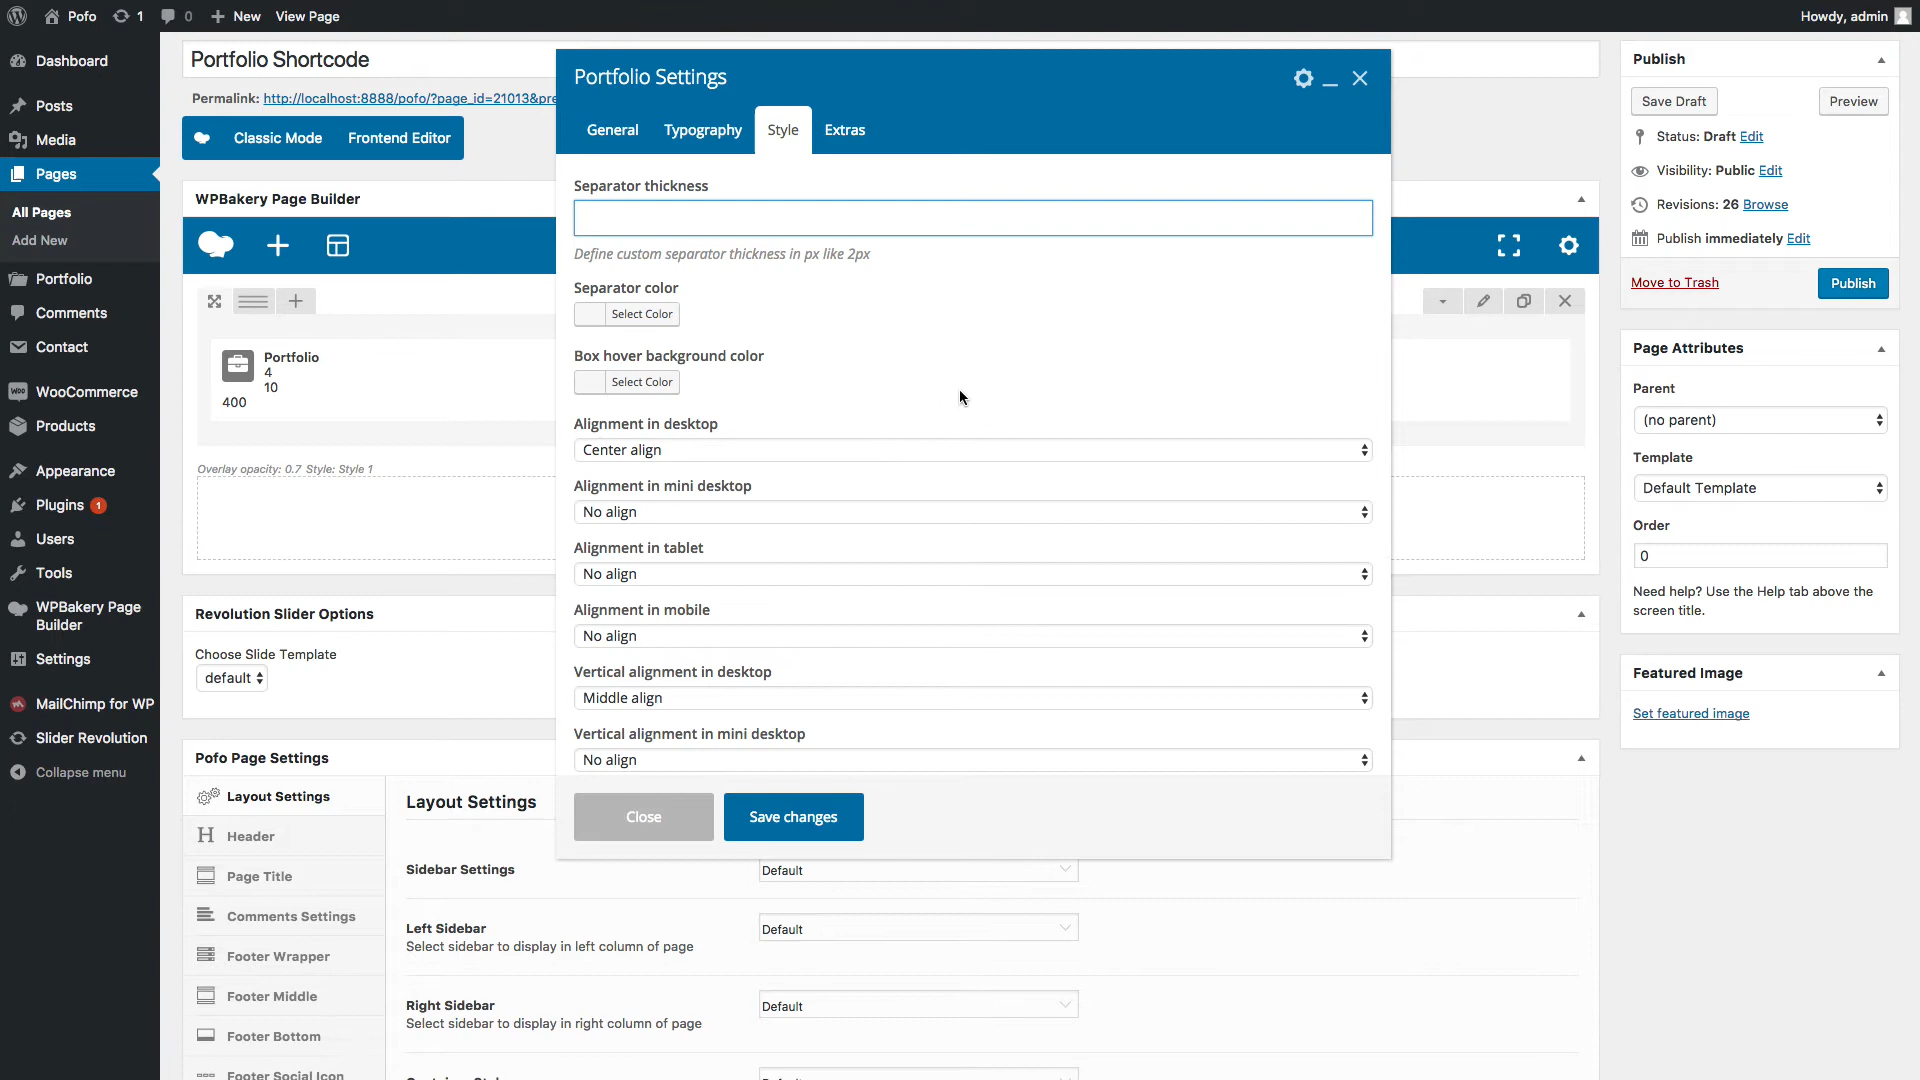 Pofo
1
0
New
View Page
Howdy, admin
Dashboard
Posts
Media
Pages
All Pages
Add New
Portfolio
Comments
Contact
WooCommerce
Products
Appearance
Plugins 1
Users
Tools
WPBakery Page
Builder
Settings
MailChimp for WP
Slider Revolution
Collapse menu
Portfolio Shortcode
Permalink: http://localhost:8888/pofo/?page_id=21013&pre
Classic Mode
Frontend Editor
WPBakery Page Builder
Portfolio
4
10
400
Overlay opacity: 0.7 Style: Style 1
Revolution Slider Options
Choose Slide Template
default
Pofo Page Settings
Layout Settings
Header
Page Title
Comments Settings
Footer Wrapper
Footer Middle
Footer Bottom
Footer Social Icon
Layout Settings
Sidebar Settings
Default
Left Sidebar
Select sidebar to display in left column of page
Default
Right Sidebar
Select sidebar to display in right column of page
Default
Portfolio Settings
General
Typography
Style
Extras
Separator thickness
Define custom separator thickness in px like 2px
Separator color
Select Color
Box hover background color
Select Color
Alignment in desktop
Center align
Alignment in mini desktop
No align
Alignment in tablet
No align
Alignment in mobile
No align
Vertical alignment in desktop
Middle align
Vertical alignment in mini desktop
No align
Close
Save changes
Publish
Save Draft
Preview
Status: Draft Edit
Visibility: Public Edit
Revisions: 26 Browse
Publish immediately Edit
Move to Trash
Publish
Page Attributes
Parent
(no parent)
Template
Default Template
Order
0
Need help? Use the Help tab above the
screen title.
Featured Image
Set featured image